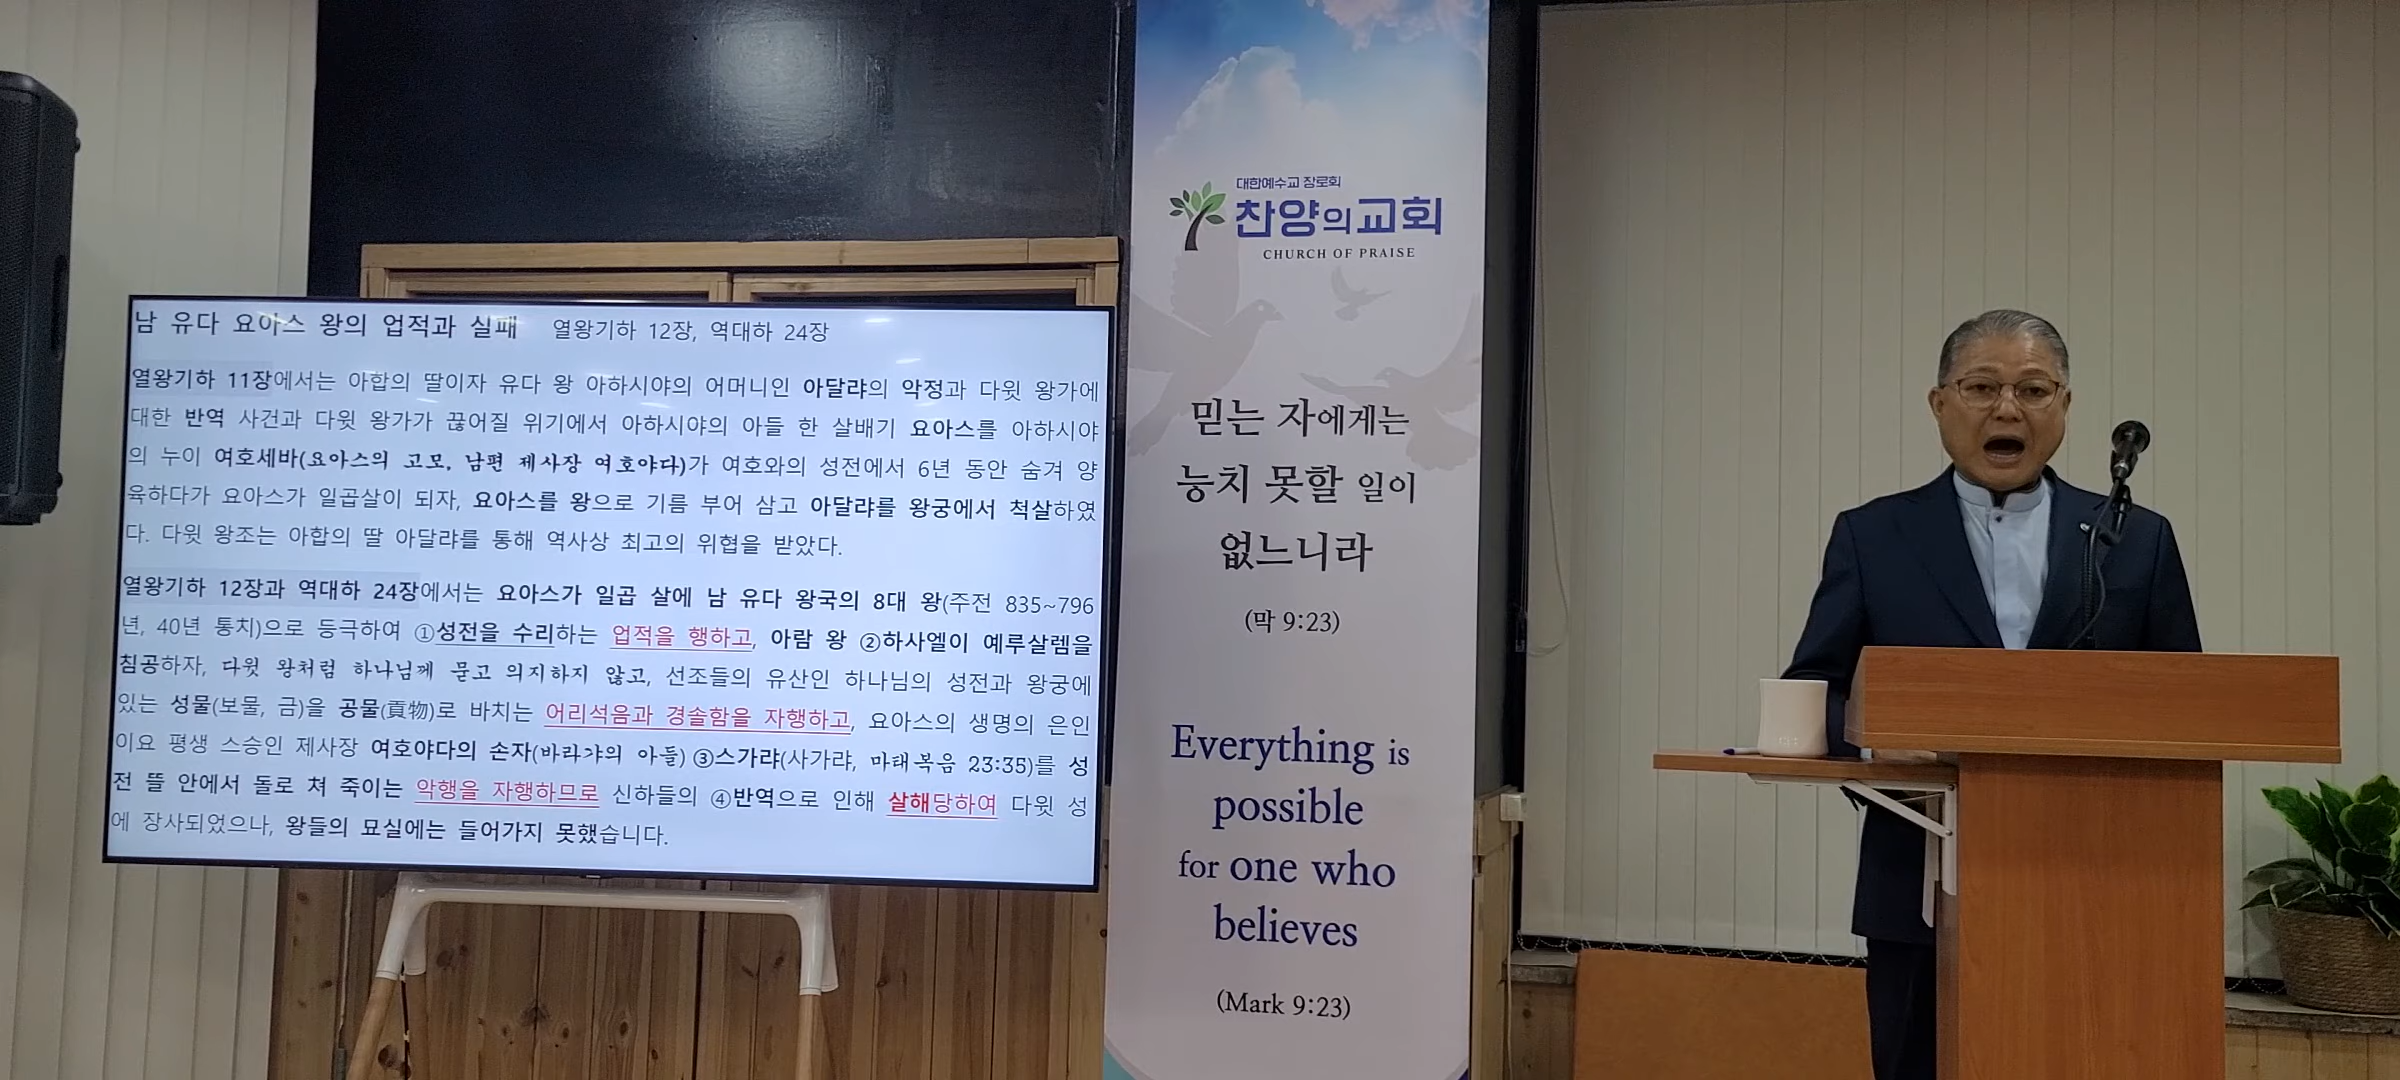 남 유다 요아스 왕의 업적과 실패 열왕기하 12장, 역대하 24장
열왕기하 11장에서는 아합의 딸이자 유다 왕 아하시야의 어머니인 아달랴의 악정과 다윗 왕가에
대한 반역 사건과 다윗 왕가가 끊어질 위기에서 아하시야의 아들 한 살배기 요아스를 아하시야
의 누이 여호세바(요아스의 고모, 남편 제사장 여호야다)가 여호와의 성전에서 6년 동안 숨겨 양
육하다가 요아스가 일곱살이 되자, 요아스를 왕으로 기름 부어 삼고 아달랴를 왕궁에서 척살하였
다. 다윗 왕조는 아합의 딸 아달랴를 통해 역사상 최고의 위협을 받았다.
열왕기하 12장과 역대하 24장에서는 요아스가 일곱 살에 남 유다 왕국의 8대 왕(주전 835~796
년, 40년 통치)으로 등극하여 ①성전을 수리하는 업적을 행하고, 아람 왕 ②하사엘이 예루살렘을
침공하자, 다윗 왕처럼 하나님께 묻고 의지하지 않고, 선조들의 유산인 하나님의 성전과 왕궁에
있는 성물(보물, 금)을 공물(貢物)로 바치는 어리석음과 경솔함을 자행하고, 요아스의 생명의 은인
이요 평생 스승인 제사장 여호야다의 손자(바라갸의 아들) ③스가랴(사가랴, 마태복음 23:35)를 성
전 뜰 안에서 돌로 쳐 죽이는 악행을 자행하므로 신하들의 ④반역으로 인해 살해당하여 다윗 성
에 장사되었으나, 왕들의 묘실에는 들어가지 못했습니다.
대한예수교 장로회
찬양의교회
CHURCH OF PRAISE
믿는 자에게는
능치 못할 일이
없느니라
(막 9:23)
Everything is
possible
for one who
believes
(Mark 9:23)